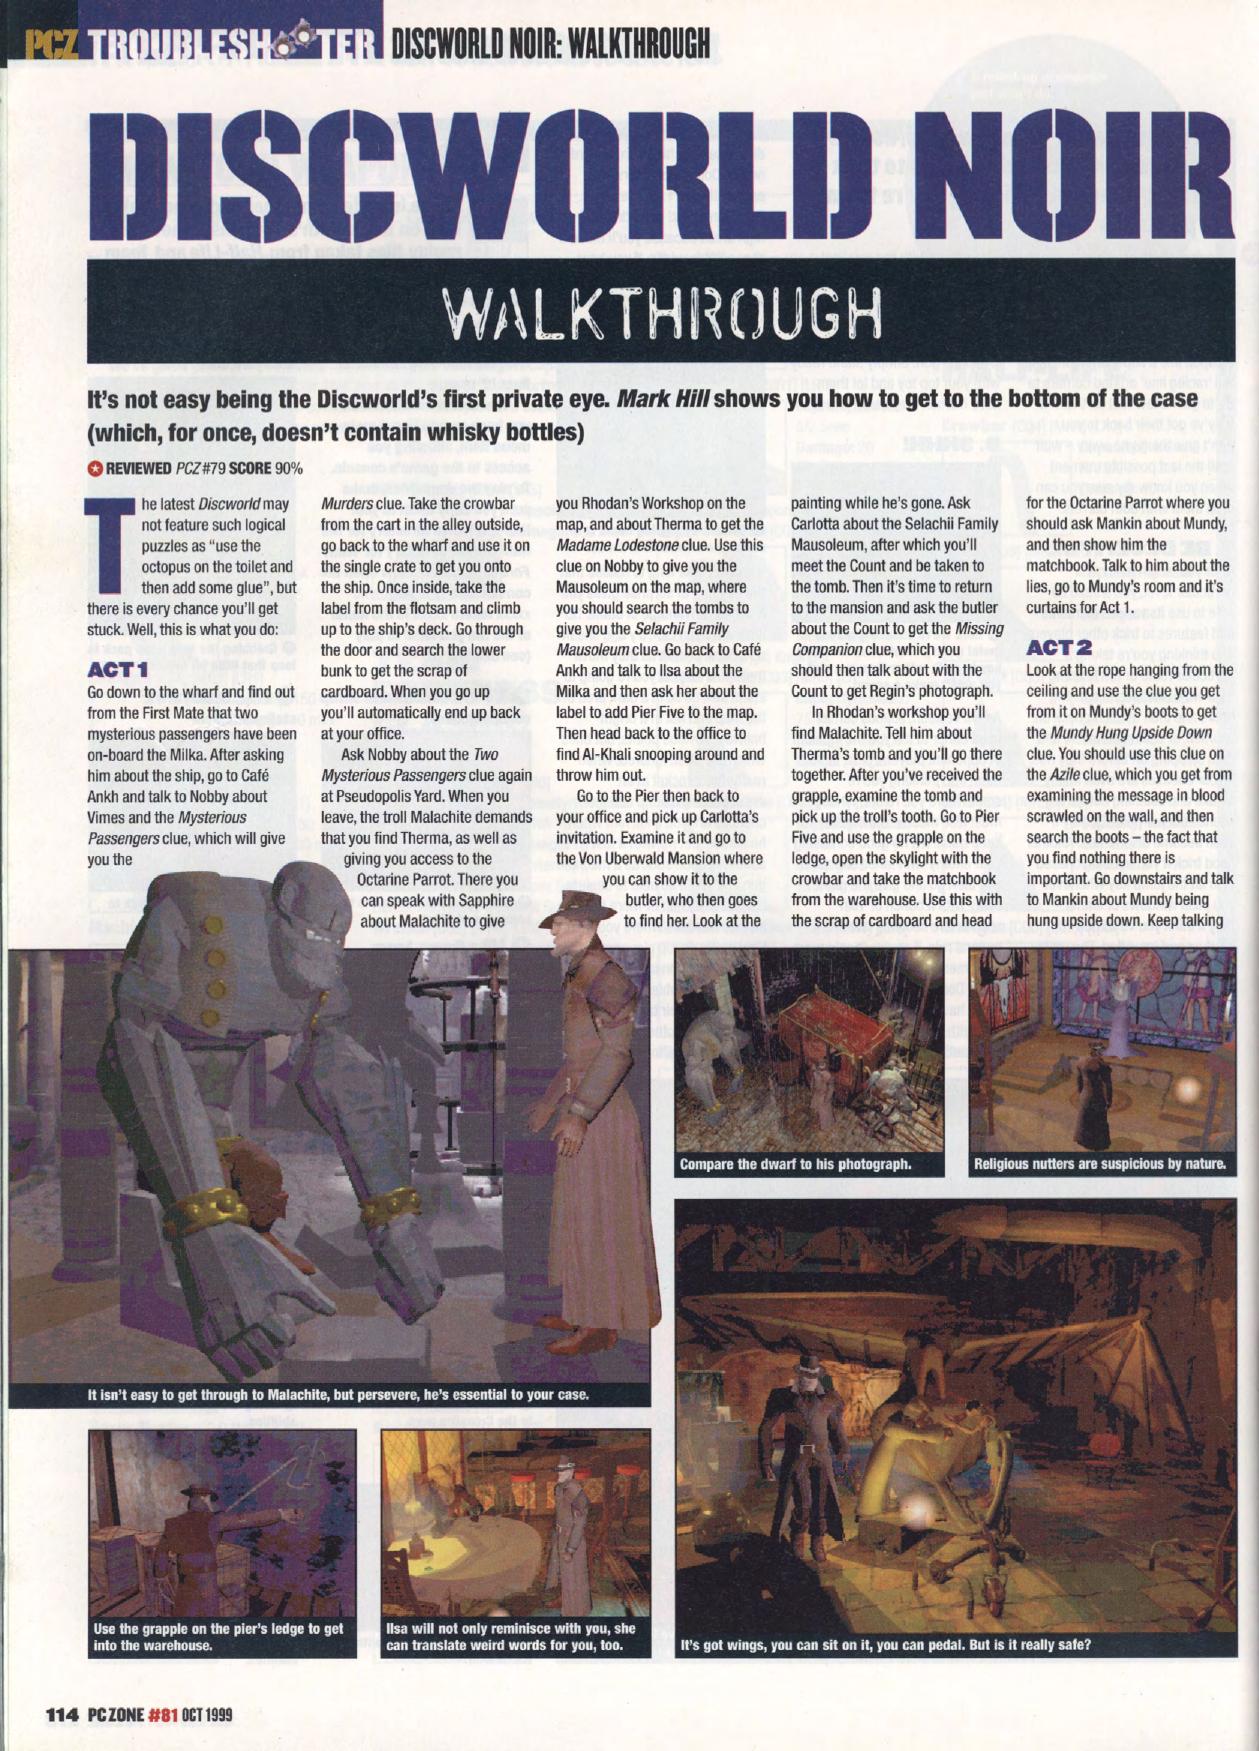 PCZ TROUBLESHOOTER DISCWORLD NOIR: WALKTHROUGH
DISCWORLD NOIR
WALKTHROUGH
It's not easy being the Discworld's first private eye. Mark Hill shows you how to get to the bottom of the case
(which, for once, doesn't contain whisky bottles)
REVIEWED PCZ #79 SCORE 90%
The latest Discworld may
not feature such logical
puzzles as "use the
octopus on the toilet and
then add some glue", but
there is every chance you'll get
stuck. Well, this is what you do:
ACT 1
Go down to the wharf and find out
from the First Mate that two
mysterious passengers have been
on-board the Milka. After asking
him about the ship, go to Café
Ankh and talk to Nobby about
Vimes and the Mysterious
Passengers clue, which will give
you the
Murders clue. Take the crowbar
from the cart in the alley outside,
go back to the wharf and use it on
the single crate to get you onto
the ship. Once inside, take the
label from the flotsam and climb
up to the ship's deck. Go through
the door and search the lower
bunk to get the scrap of
cardboard. When you go up
you'll automatically end up back
at your office.
Ask Nobby about the Two
Mysterious Passengers clue again
at Pseudopolis Yard. When you
leave, the troll Malachite demands
that you find Therma, as well as
giving you access to the
Octarine Parrot. There you
can speak with Sapphire
about Malachite to give
you Rhodan's Workshop on the
map, and about Therma to get the
Madame Lodestone clue. Use this
clue on Nobby to give you the
Mausoleum on the map, where
you should search the tombs to
give you the Selachii Family
Mausoleum clue. Go back to Café
Ankh and talk to Ilsa about the
Milka and then ask her about the
label to add Pier Five to the map.
Then head back to the office to
find Al-Khali snooping around and
throw him out.
Go to the Pier then back to
your office and pick up Carlotta's
invitation. Examine it and go to
the Von Uberwald Mansion where
you can show it to the
butler, who then goes
to find her. Look at the
painting while he's gone. Ask
Carlotta about the Selachii Family
Mausoleum, after which you'll
meet the Count and be taken to
the tomb. Then it's time to return
to the mansion and ask the butler
about the Count to get the Missing
Companion clue, which you
should then talk about with the
Count to get Regin's photograph.
In Rhodan's workshop you'll
find Malachite. Tell him about
Therma's tomb and you'll go there
together. After you've received the
grapple, examine the tomb and
pick up the troll's tooth. Go to Pier
Five and use the grapple on the
ledge, open the skylight with the
crowbar and take the matchbook
from the warehouse. Use this with
the scrap of cardboard and head
for the Octarine Parrot where you
should ask Mankin about Mundy,
and then show him the
matchbook. Talk to him about the
lies, go to Mundy's room and it's
curtains for Act 1.
ACT 2
Look at the rope hanging from the
ceiling and use the clue you get
from it on Mundy's boots to get
the Mundy Hung Upside Down
clue. You should use this clue on
the Azile clue, which you get from
examining the message in blood
scrawled on the wall, and then
search the boots – the fact that
you find nothing there is
important. Go downstairs and talk
to Mankin about Mundy being
hung upside down. Keep talking
Compare the dwarf to his photograph.
Religious nutters are suspicious by nature.
It isn't easy to get through to Malachite, but persevere, he's essential to your case.
Use the grapple on the pier's ledge to get
into the warehouse.
Ilsa will not only reminisce with you, she
can translate weird words for you, too.
It's got wings, you can sit on it, you can pedal. But is it really safe?
114 PC ZONE #81 OCT 1999